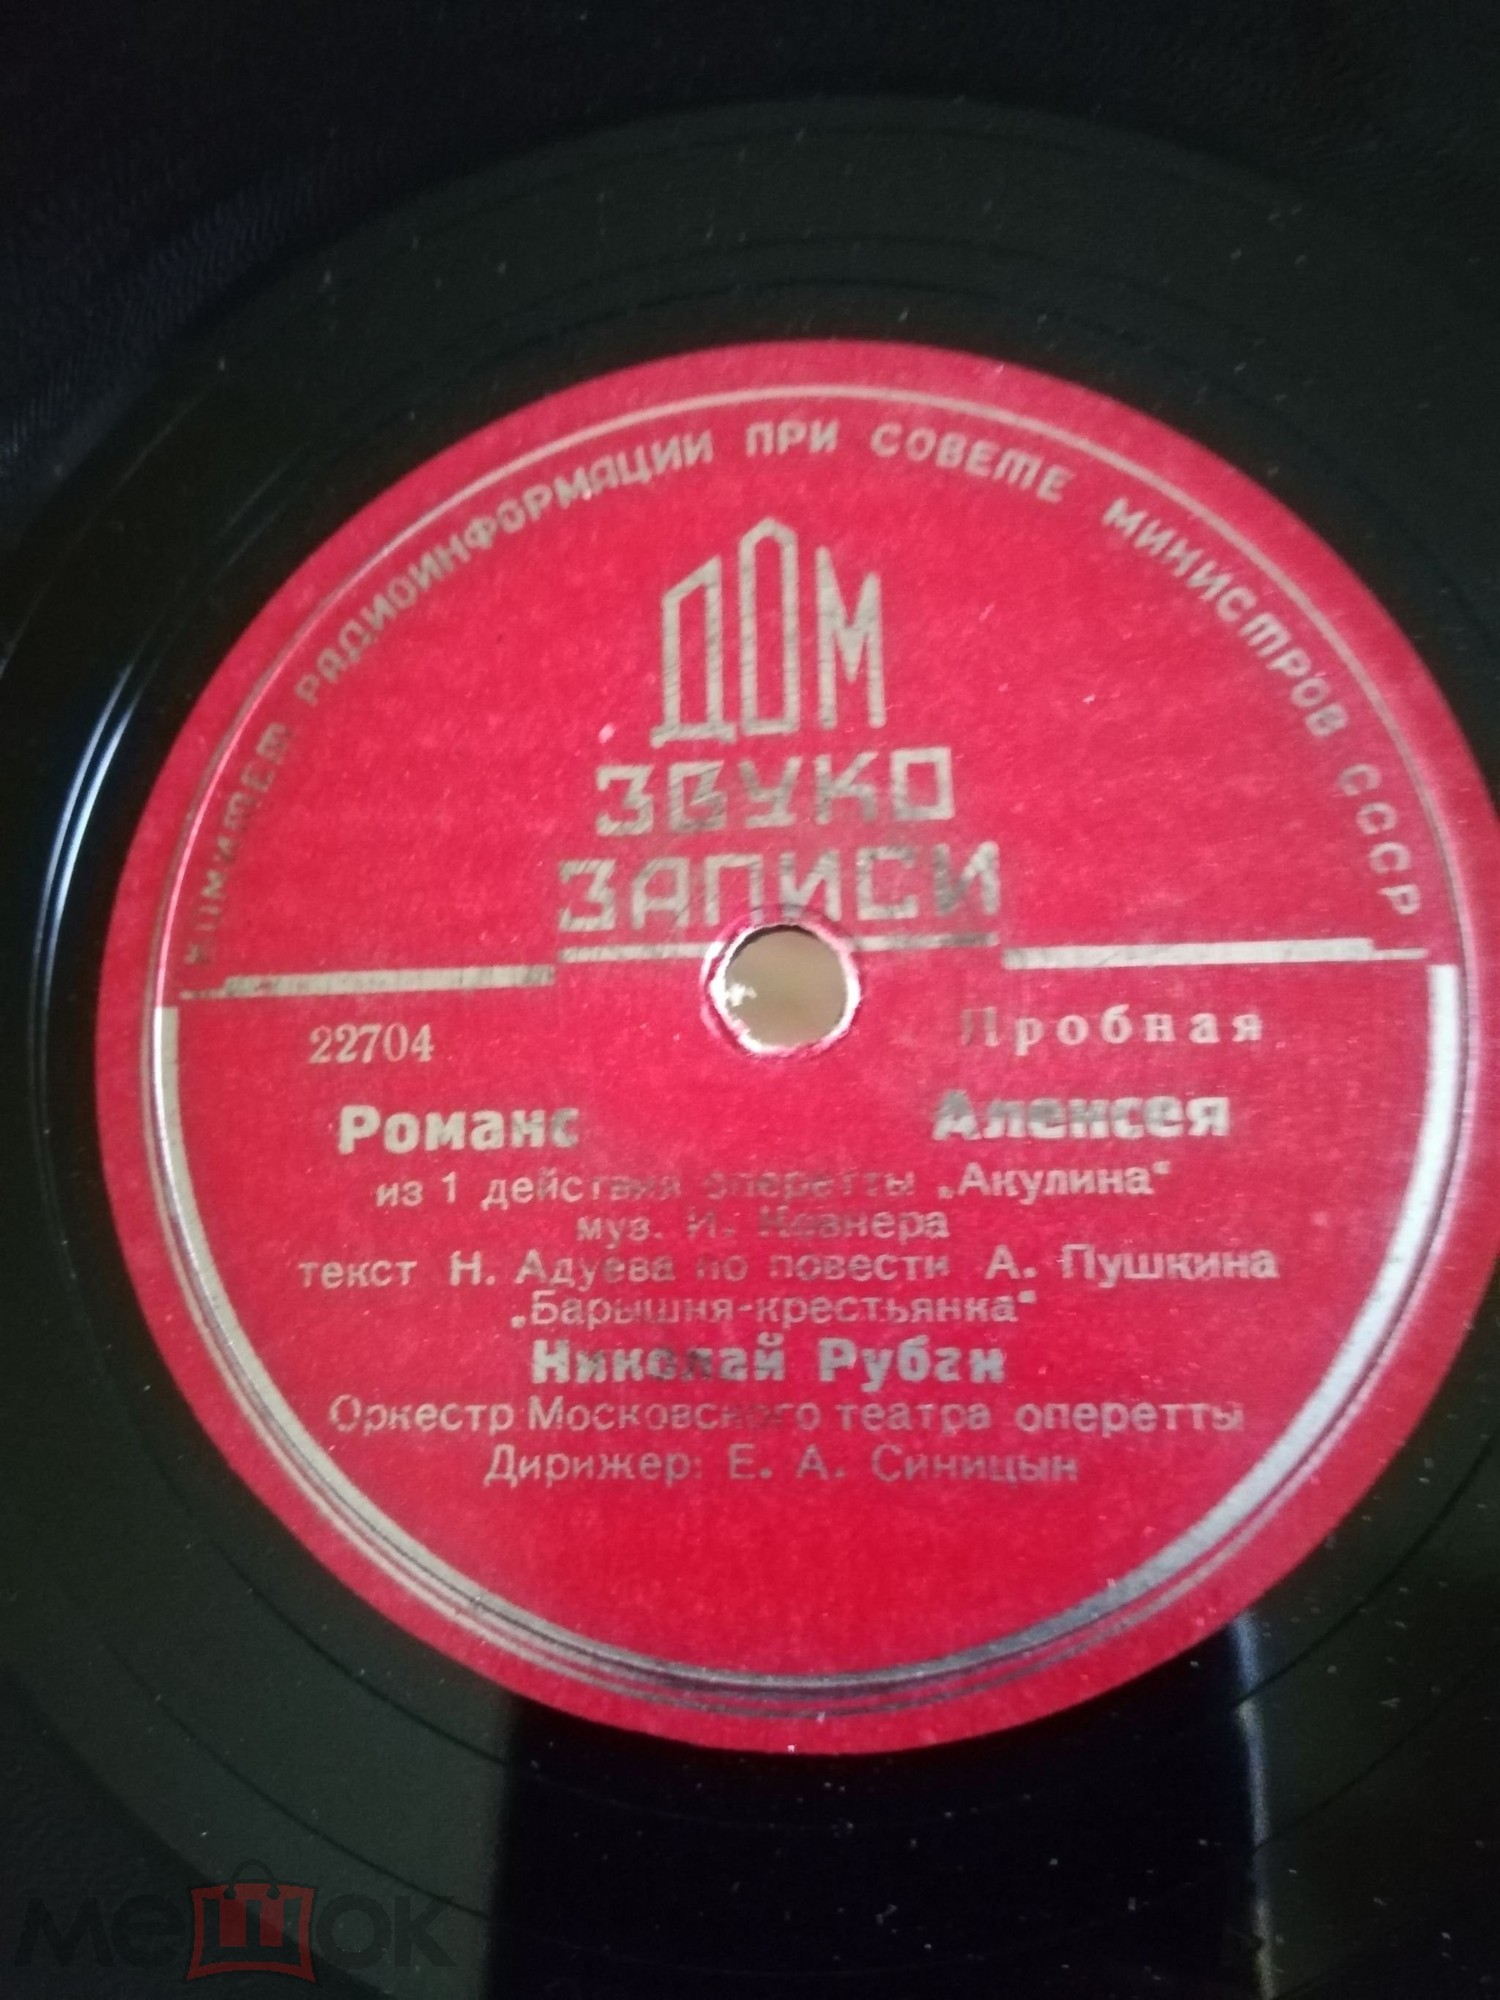 КОМИТЕТ РАДИОИНФОРМАЦИИ ПРИ СОВЕТЕ МИНИСТРОВ СССР
ДОМ
ЗВУКО
ЗАПИСИ
22704 Пробная
Романс Алексея
из 1 действия оперетты „Акулина“
муз. И. Ковнера
текст Н. Адуева по повести А. Пушкина
„Барышня-крестьянка“
Николай Рубан
Оркестр Московского театра оперетты
Дирижер: Е. А. Синицын
мешок